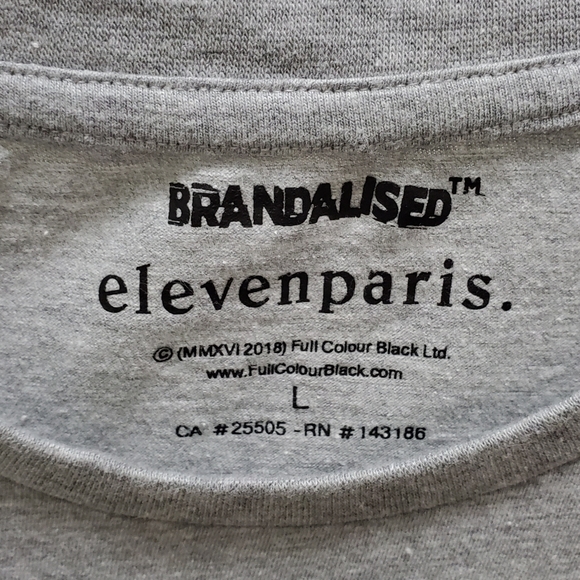 BRANDALISED™
elevenparis.
© (MMXVI 2018) Full Colour Black Ltd.
www.FullColourBlack.com
L
CA #25505 - RN #143186